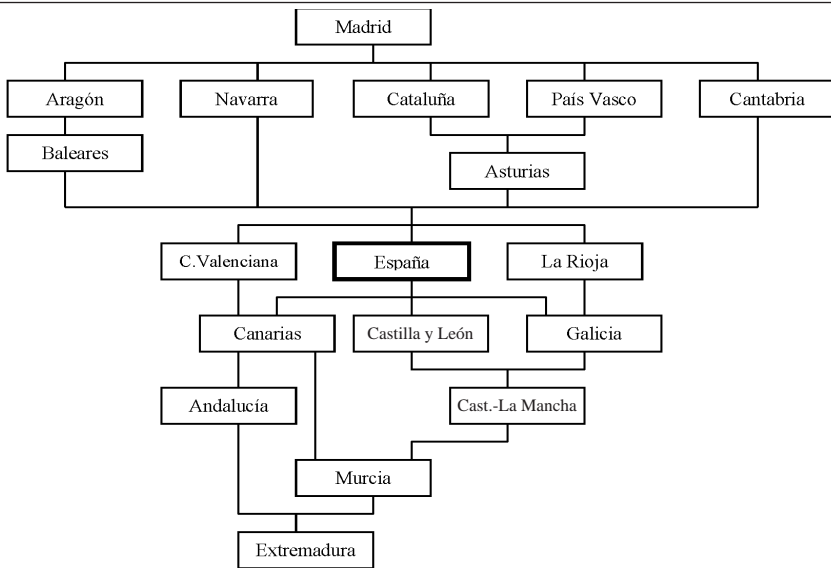 Madrid
Aragón
Navarra
Cataluña
País Vasco
Cantabria
Baleares
Asturias
C.Valenciana
España
La Rioja
Canarias
Castilla y León
Galicia
Andalucía
Cast.-La Mancha
Murcia
Extremadura